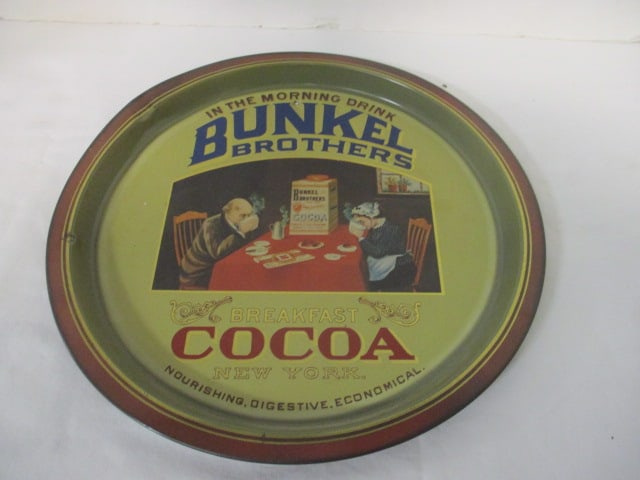 IN THE MORNING DRINK
BUNKEL
BROTHERS
BUNKEL
BROTHERS
COCOA
BREAKFAST
COCOA
NEW YORK.
NOURISHING, DIGESTIVE, ECONOMICAL.